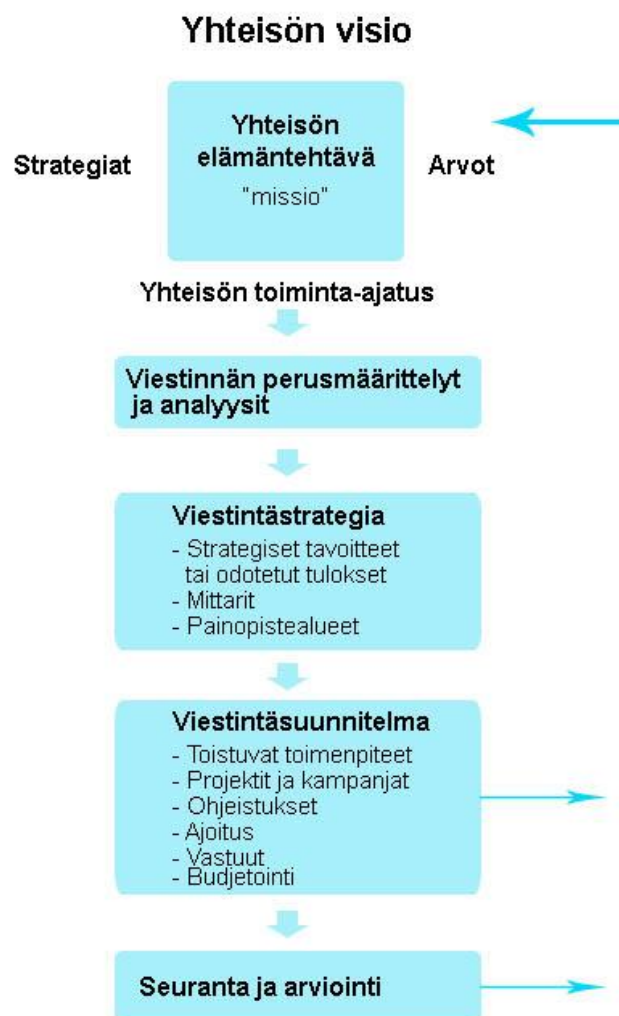 Yhteisön visio
Yhteisön
elämäntehtävä
"missio"
Strategiat
Arvot
Yhteisön toiminta-ajatus
Viestinnän perusmäärittelyt
ja analyysit
Viestintästrategia
- Strategiset tavoitteet
tai odotetut tulokset
- Mittarit
- Painopistealueet
Viestintäsuunnitelma
- Toistuvat toimenpiteet
- Projektit ja kampanjat
- Ohjeistukset
- Ajoitus
- Vastuut
- Budjetointi
Seuranta ja arviointi